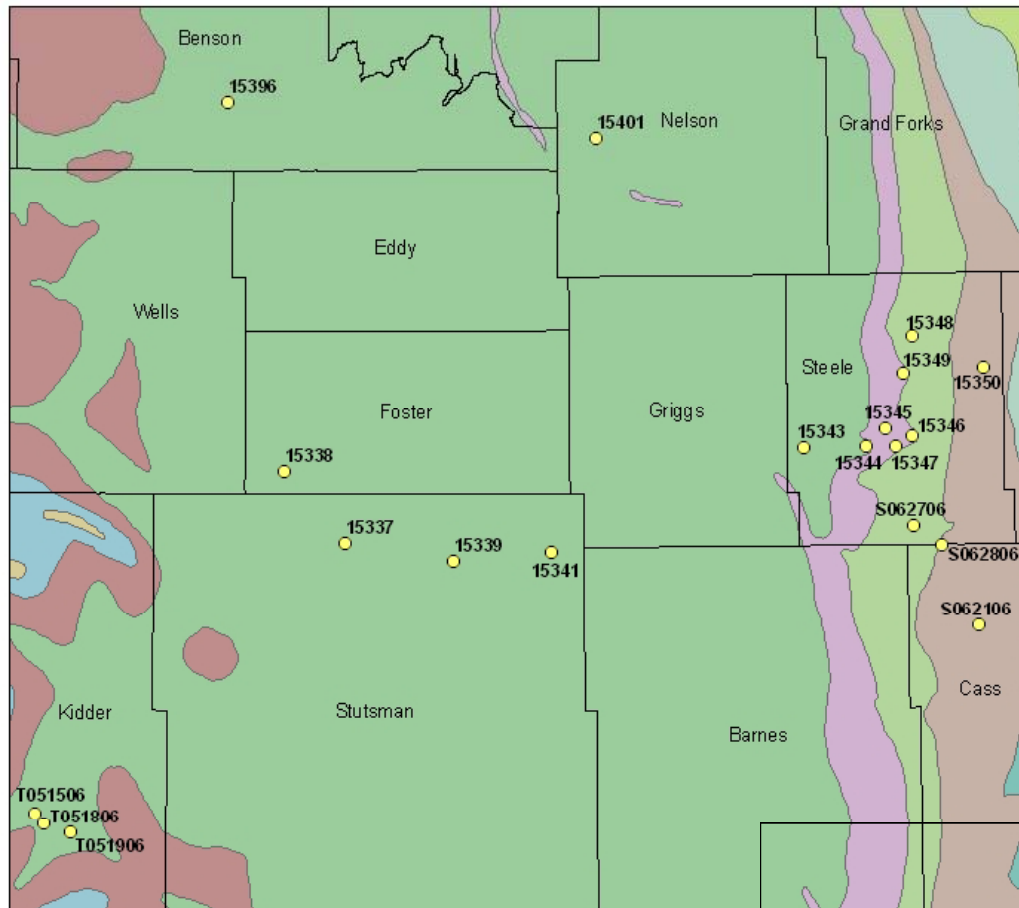 Benson
15396
15401
Nelson
Grand Forks
Eddy
Wells
15348
15349
Steele
15350
Foster
Griggs
15345
15343
15346
15344
15347
15338
S062706
15337
15339
15341
S062806
S062106
Cass
Kidder
Stutsman
Barnes
T051506
T051806
T051906